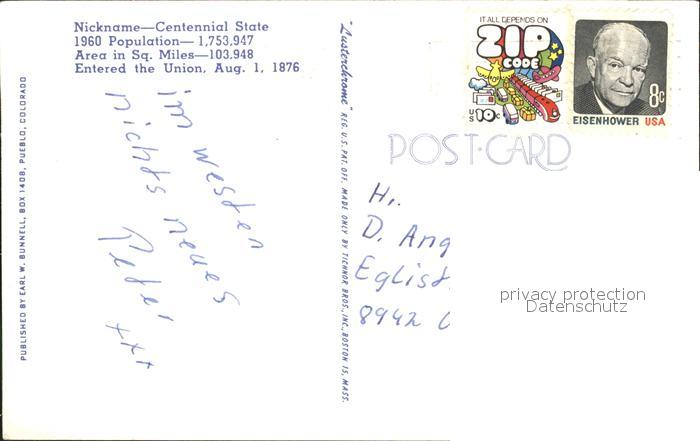 Nickname—Centennial State
1960 Population—1,753,947
Area in Sq. Miles—103,948
Entered the Union, Aug. 1, 1876
PUBLISHED BY EARL W. BUNNELL, BOX 1408, PUEBLO, COLORADO
im westen
nichts neues
Peter
xxx
"Lusterchrome" REG. U.S. PAT. OFF. MADE ONLY BY TICHNOR BROS., INC., BOSTON 15, MASS.
IT ALL DEPENDS ON
ZIP
CODE
US 10c
8c
EISENHOWER USA
POST-CARD
H.
D. Ang
Eglist
8942
privacy protection
Datenschutz